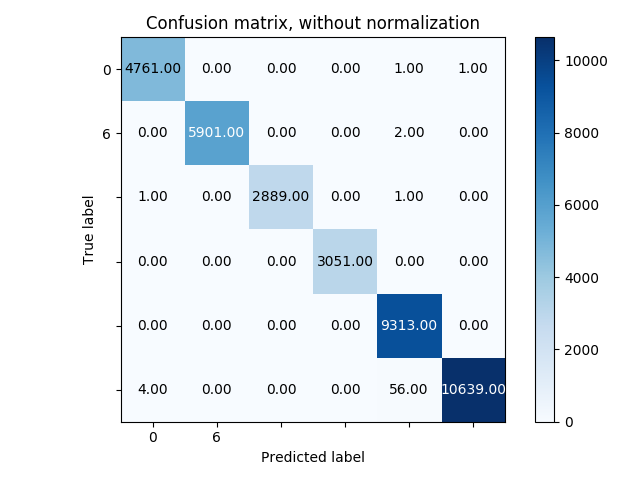 Confusion matrix, without normalization
0 4761.00 0.00 0.00 0.00 1.00 1.00
6 0.00 5901.00 0.00 0.00 2.00 0.00
1.00 0.00 2889.00 0.00 1.00 0.00
0.00 0.00 0.00 3051.00 0.00 0.00
0.00 0.00 0.00 0.00 9313.00 0.00
4.00 0.00 0.00 0.00 56.00 10639.00
0 6
True label
Predicted label
10000
8000
6000
4000
2000
0